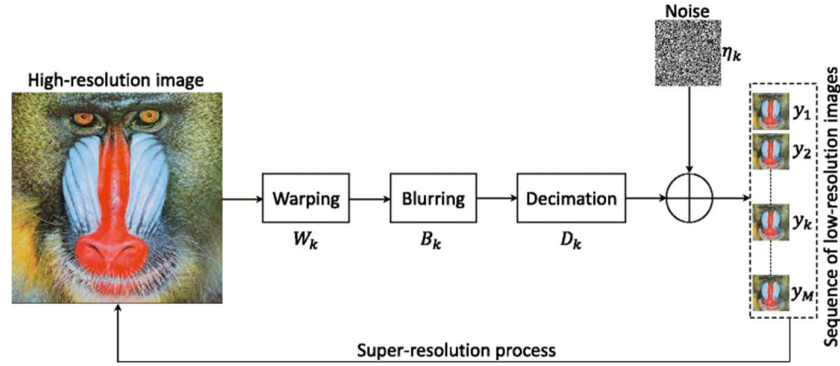 Noise
η_k
High-resolution image
Warping
Blurring
Decimation
W_k
B_k
D_k
y_1
y_2
y_k
y_M
Sequence of low-resolution images
Super-resolution process